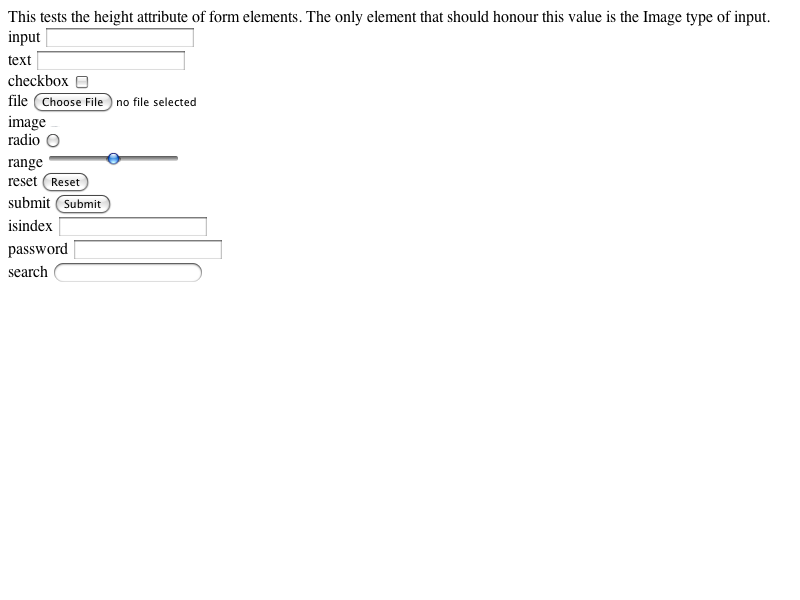 This tests the height attribute of form elements. The only element that should honour this value is the Image type of input.
input
text
checkbox
file Choose File no file selected
image
radio
range
reset Reset
submit Submit
isindex
password
search